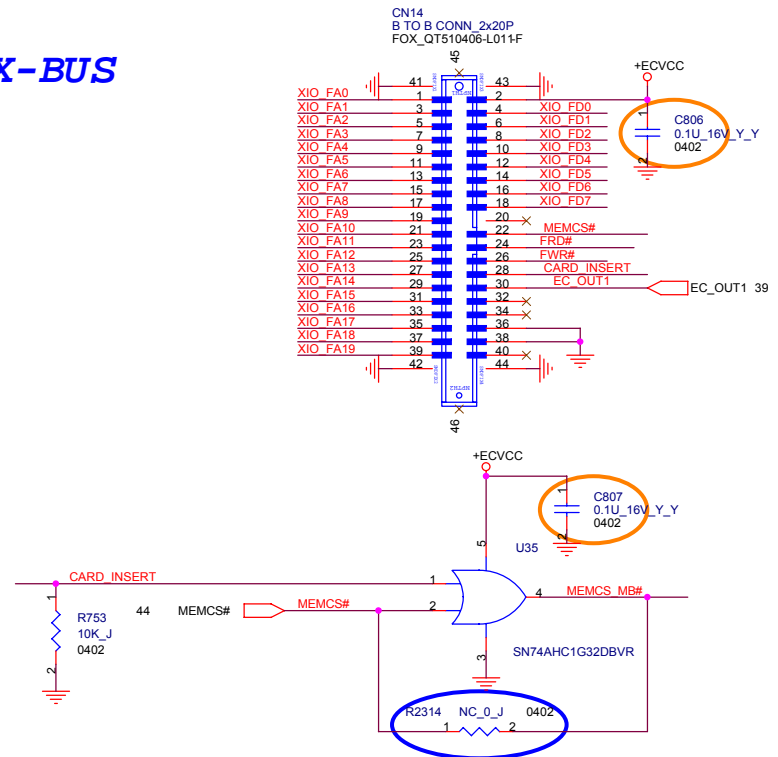 CN14
B TO B CONN_2x20P
FOX_QT510406-L011-F
X-BUS
45
+ECVCC
41 43
XIO_FA0 1 2
XIO_FA1 3 4 XIO_FD0
XIO_FA2 5 6 XIO_FD1
XIO_FA3 7 8 XIO_FD2
XIO_FA4 9 10 XIO_FD3
XIO_FA5 11 12 XIO_FD4
XIO_FA6 13 14 XIO_FD5
XIO_FA7 15 16 XIO_FD6
XIO_FA8 17 18 XIO_FD7
XIO_FA9 19 20
XIO_FA10 21 22 MEMCS#
XIO_FA11 23 24 FRD#
XIO_FA12 25 26 FWR#
XIO_FA13 27 28 CARD_INSERT
XIO_FA14 29 30 EC_OUT1 EC_OUT1 39
XIO_FA15 31 32
XIO_FA16 33 34
XIO_FA17 35 36
XIO_FA18 37 38
XIO_FA19 39 40
42 44
46
1
C806
0.1U_16V_Y_Y
0402
2
+ECVCC
1
C807
0.1U_16V_Y_Y
0402
2
5
U35
CARD_INSERT 1
44 MEMCS# MEMCS# 2
4 MEMCS_MB#
3
SN74AHC1G32DBVR
1
R753
10K_J
0402
2
R2314 NC_0_J 0402
1 2